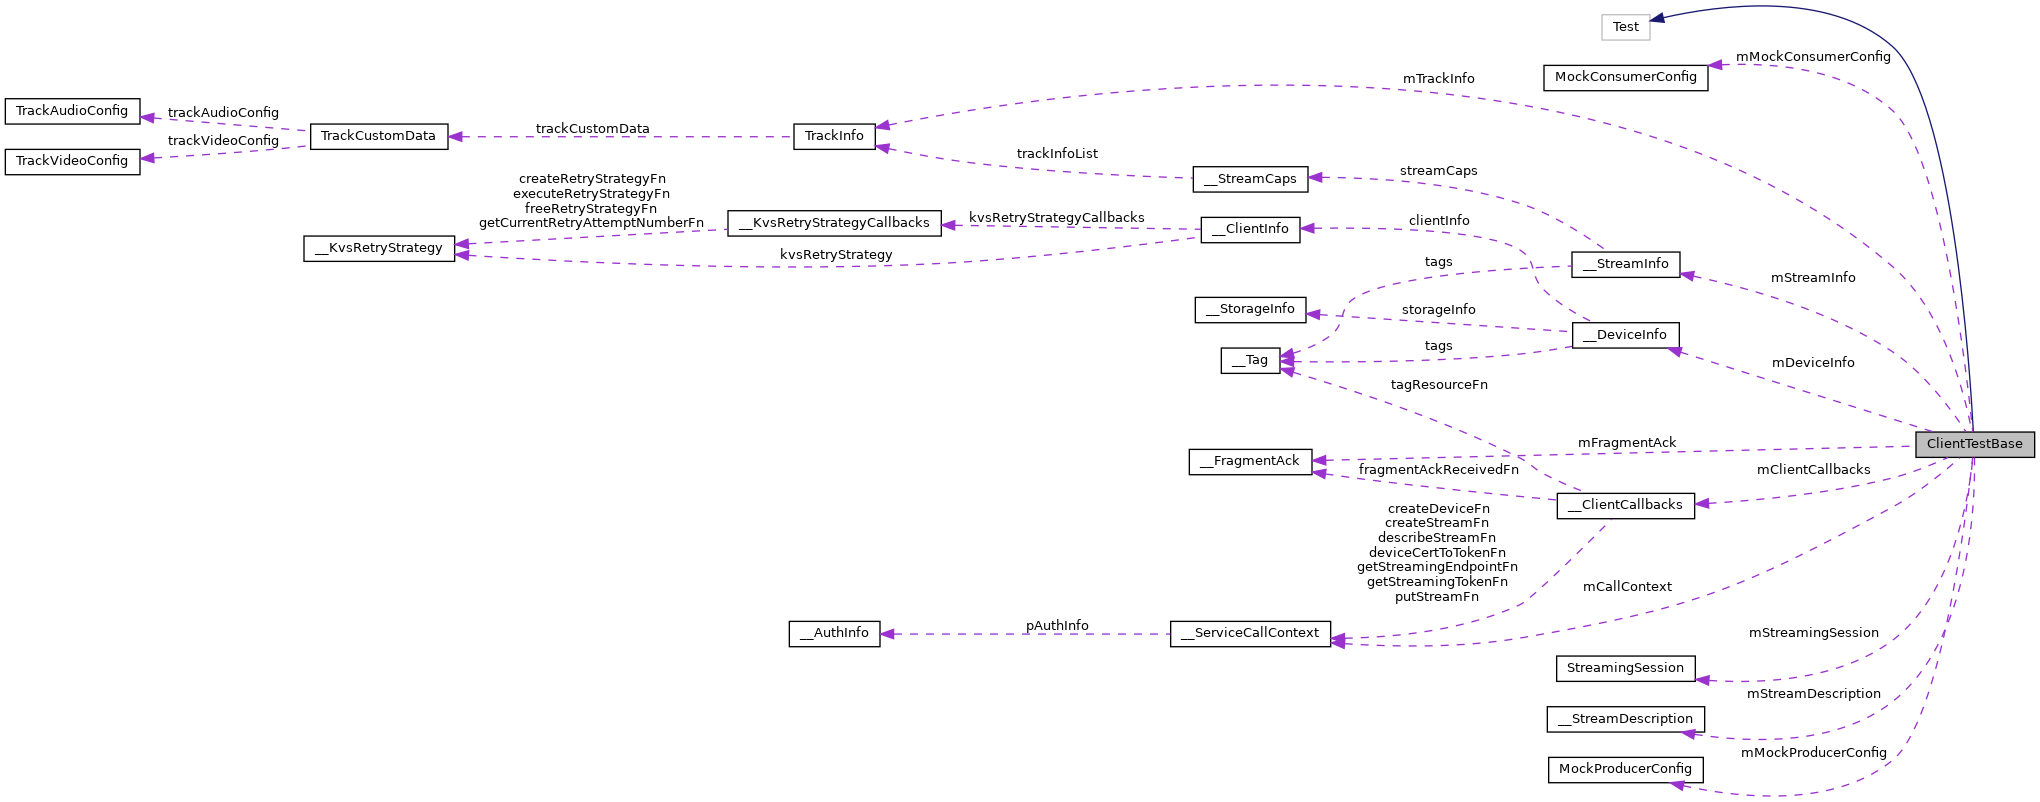 Test
mMockConsumerConfig
MockConsumerConfig
mTrackInfo
TrackAudioConfig
trackAudioConfig
trackCustomData
TrackCustomData
TrackInfo
trackVideoConfig
TrackVideoConfig
trackInfoList
streamCaps
__StreamCaps
createRetryStrategyFn
executeRetryStrategyFn
freeRetryStrategyFn
getCurrentRetryAttemptNumberFn
__KvsRetryStrategyCallbacks
kvsRetryStrategyCallbacks
__ClientInfo
clientInfo
__KvsRetryStrategy
kvsRetryStrategy
tags
__StreamInfo
mStreamInfo
__StorageInfo
storageInfo
__DeviceInfo
tags
__Tag
mDeviceInfo
tagResourceFn
mFragmentAck
ClientTestBase
__FragmentAck
fragmentAckReceivedFn
mClientCallbacks
__ClientCallbacks
createDeviceFn
createStreamFn
describeStreamFn
deviceCertToTokenFn
getStreamingEndpointFn
getStreamingTokenFn
putStreamFn
mCallContext
__AuthInfo
pAuthInfo
__ServiceCallContext
mStreamingSession
StreamingSession
mStreamDescription
__StreamDescription
mMockProducerConfig
MockProducerConfig